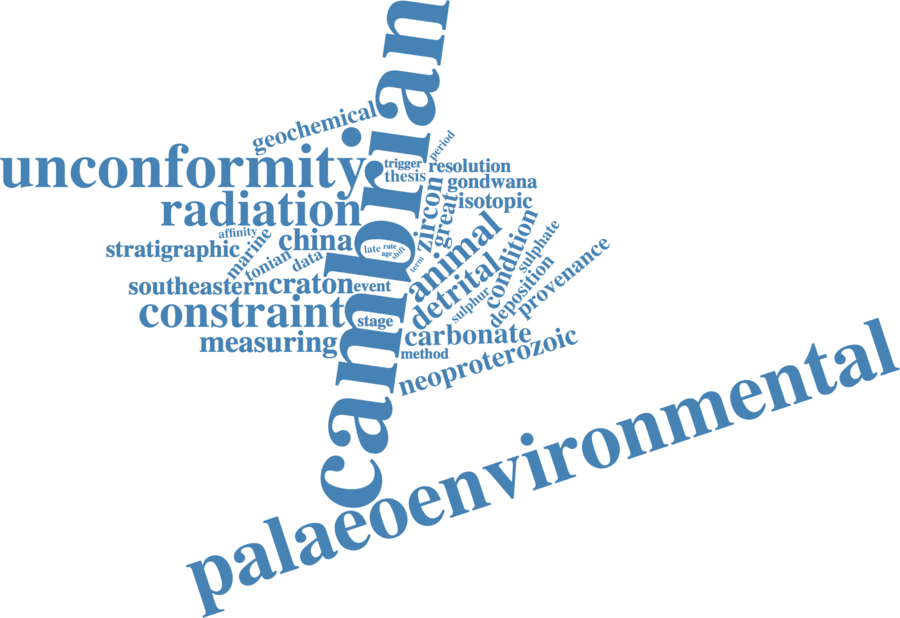 cambrian
geochemical
unconformity
trigger
period
resolution
thesis
gondwana
radiation
zircon
great
isotopic
affinity
china
stratigraphic
marine
late
rate
age
shift
animal
condition
sulphate
tonian
data
term
southeastern
craton
event
detrital
sulphur
deposition
provenance
constraint
stage
carbonate
measuring
method
neoproterozoic
palaeoenvironmental